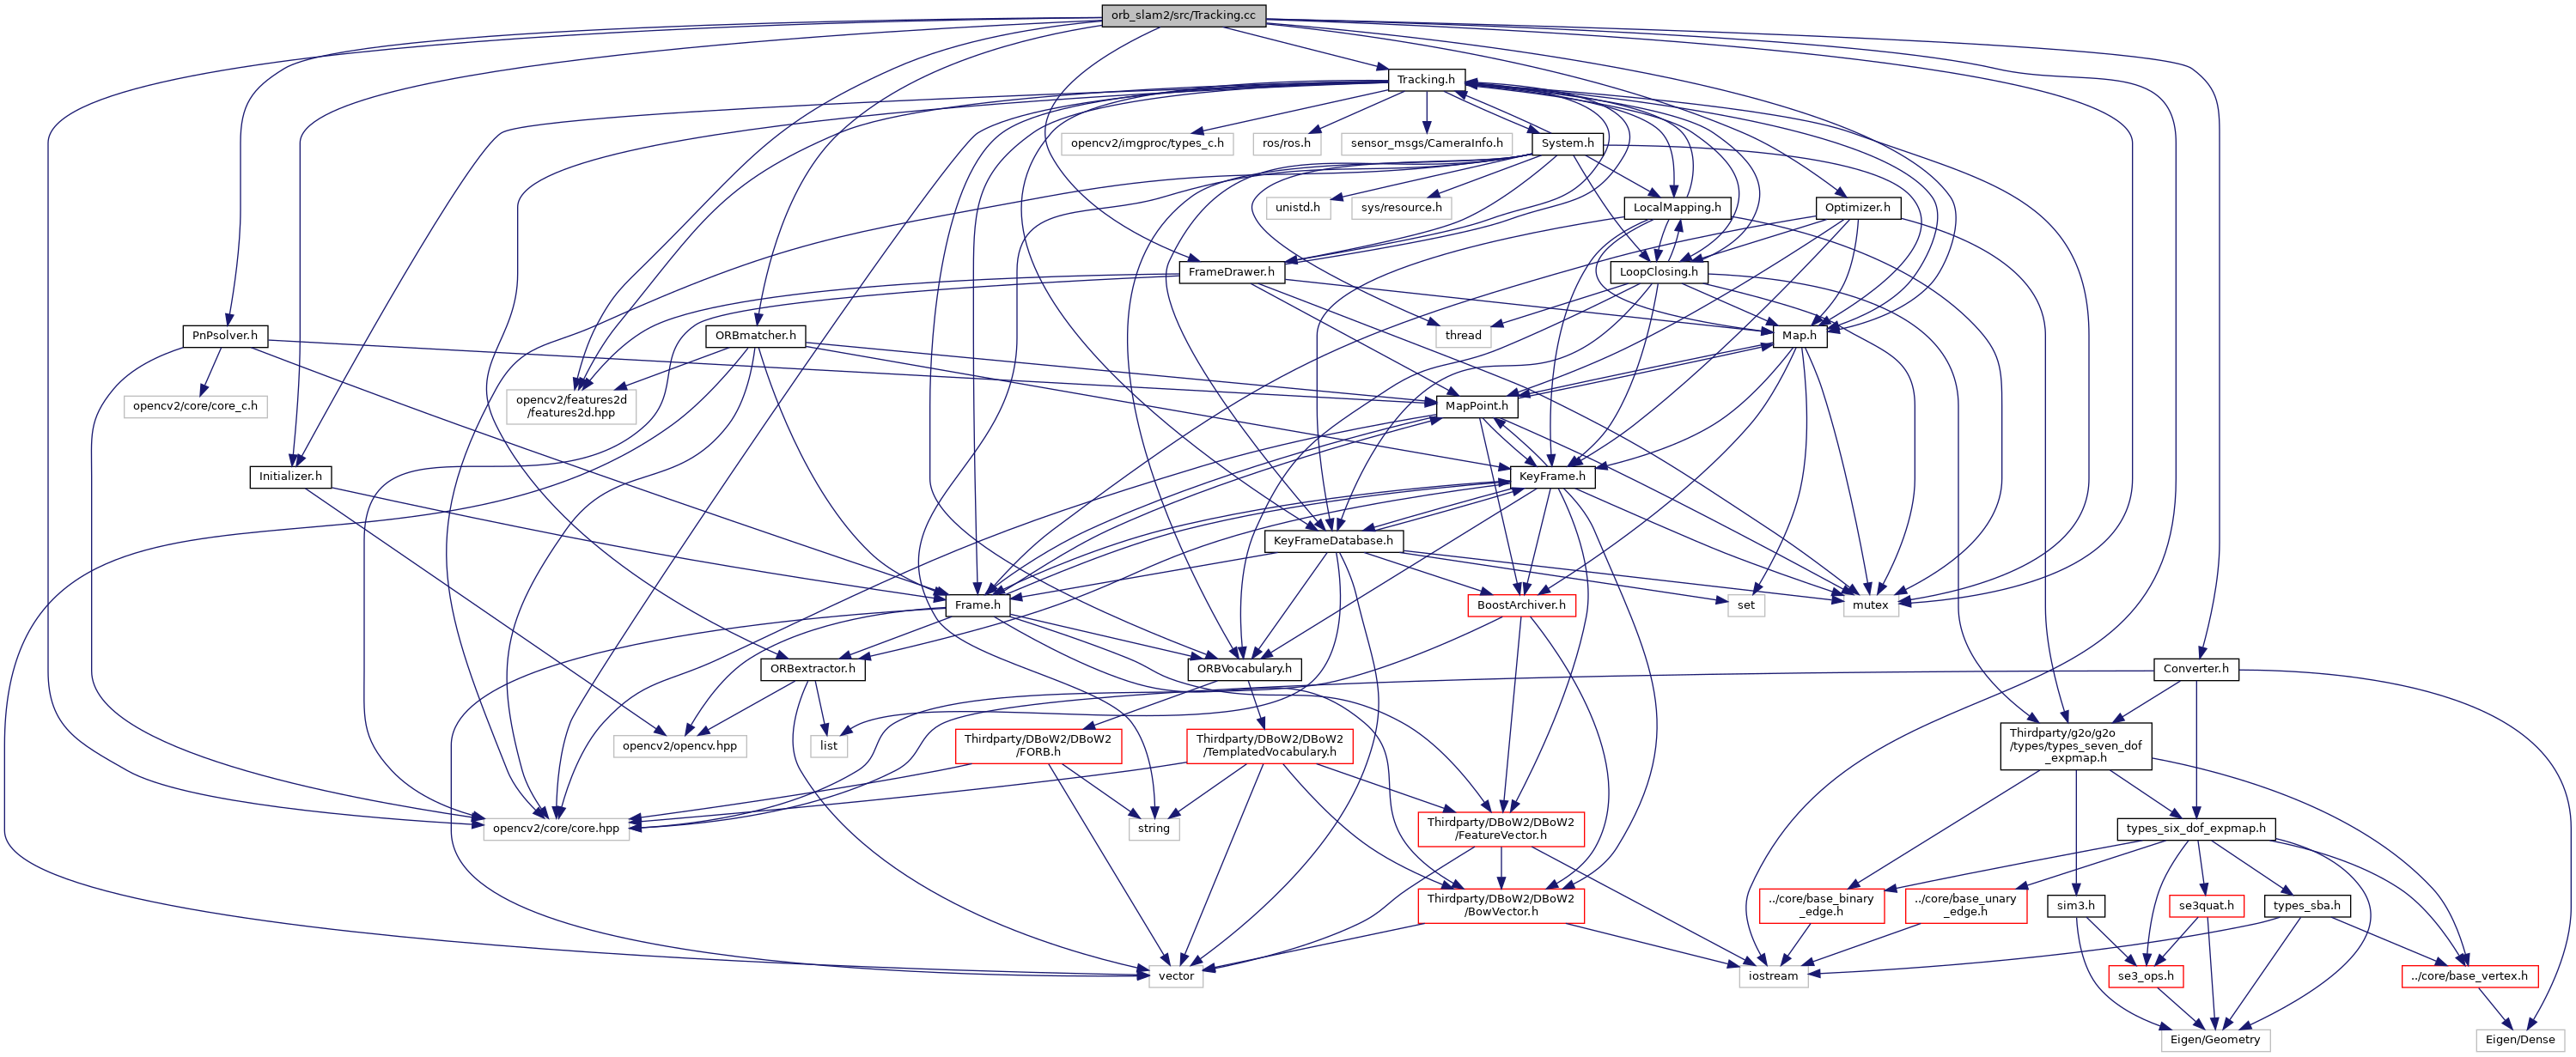 orb_slam2/src/Tracking.cc
Tracking.h
opencv2/imgproc/types_c.h
ros/ros.h
sensor_msgs/CameraInfo.h
System.h
unistd.h
sys/resource.h
LocalMapping.h
Optimizer.h
FrameDrawer.h
LoopClosing.h
PnPsolver.h
ORBmatcher.h
thread
Map.h
opencv2/core/core_c.h
opencv2/features2d
/features2d.hpp
MapPoint.h
Initializer.h
KeyFrame.h
KeyFrameDatabase.h
Frame.h
BoostArchiver.h
set
mutex
ORBextractor.h
ORBVocabulary.h
Converter.h
opencv2/opencv.hpp
list
Thirdparty/DBoW2/DBoW2
/FORB.h
Thirdparty/DBoW2/DBoW2
/TemplatedVocabulary.h
Thirdparty/g2o/g2o
/types/types_seven_dof
_expmap.h
opencv2/core/core.hpp
string
Thirdparty/DBoW2/DBoW2
/FeatureVector.h
types_six_dof_expmap.h
Thirdparty/DBoW2/DBoW2
/BowVector.h
../core/base_binary
_edge.h
../core/base_unary
_edge.h
sim3.h
se3quat.h
types_sba.h
vector
iostream
se3_ops.h
../core/base_vertex.h
Eigen/Geometry
Eigen/Dense